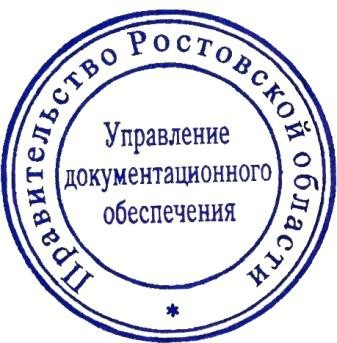 Правительство Ростовской области
Управление
документационного
обеспечения
*